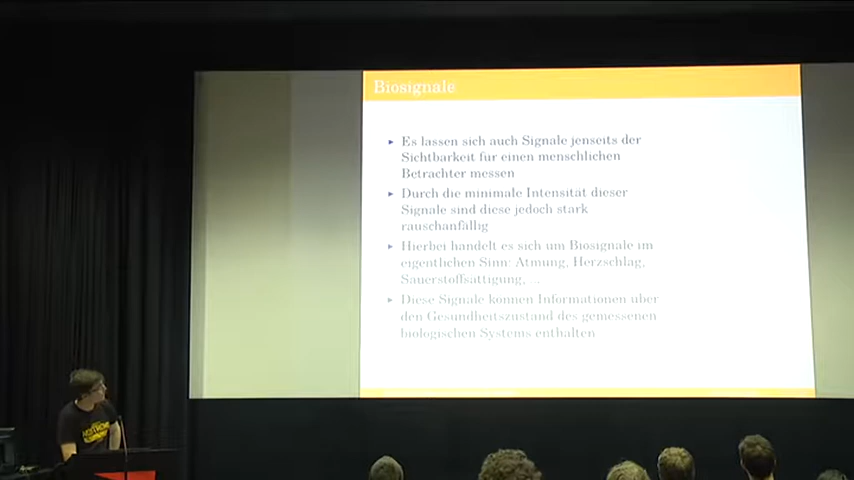 Biosignale
Es lassen sich auch Signale jenseits der
Sichtbarkeit für einen menschlichen
Betrachter messen
Durch die minimale Intensität dieser
Signale sind diese jedoch stark
rauschanfällig
Hierbei handelt es sich um Biosignale im
eigentlichen Sinn: Atmung, Herzschlag,
Sauerstoffsättigung, ...
Diese Signale können Informationen über
den Gesundheitszustand des gemessenen
biologischen Systems enthalten